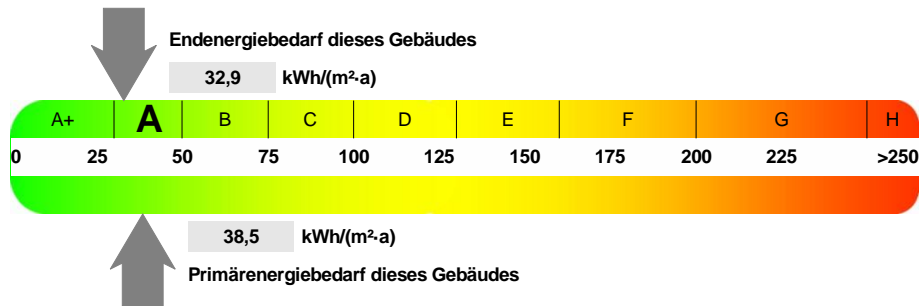 Endenergiebedarf dieses Gebäudes
32,9 kWh/(m²·a)
A+ A B C D E F G H
0 25 50 75 100 125 150 175 200 225 >250
38,5 kWh/(m²·a)
Primärenergiebedarf dieses Gebäudes